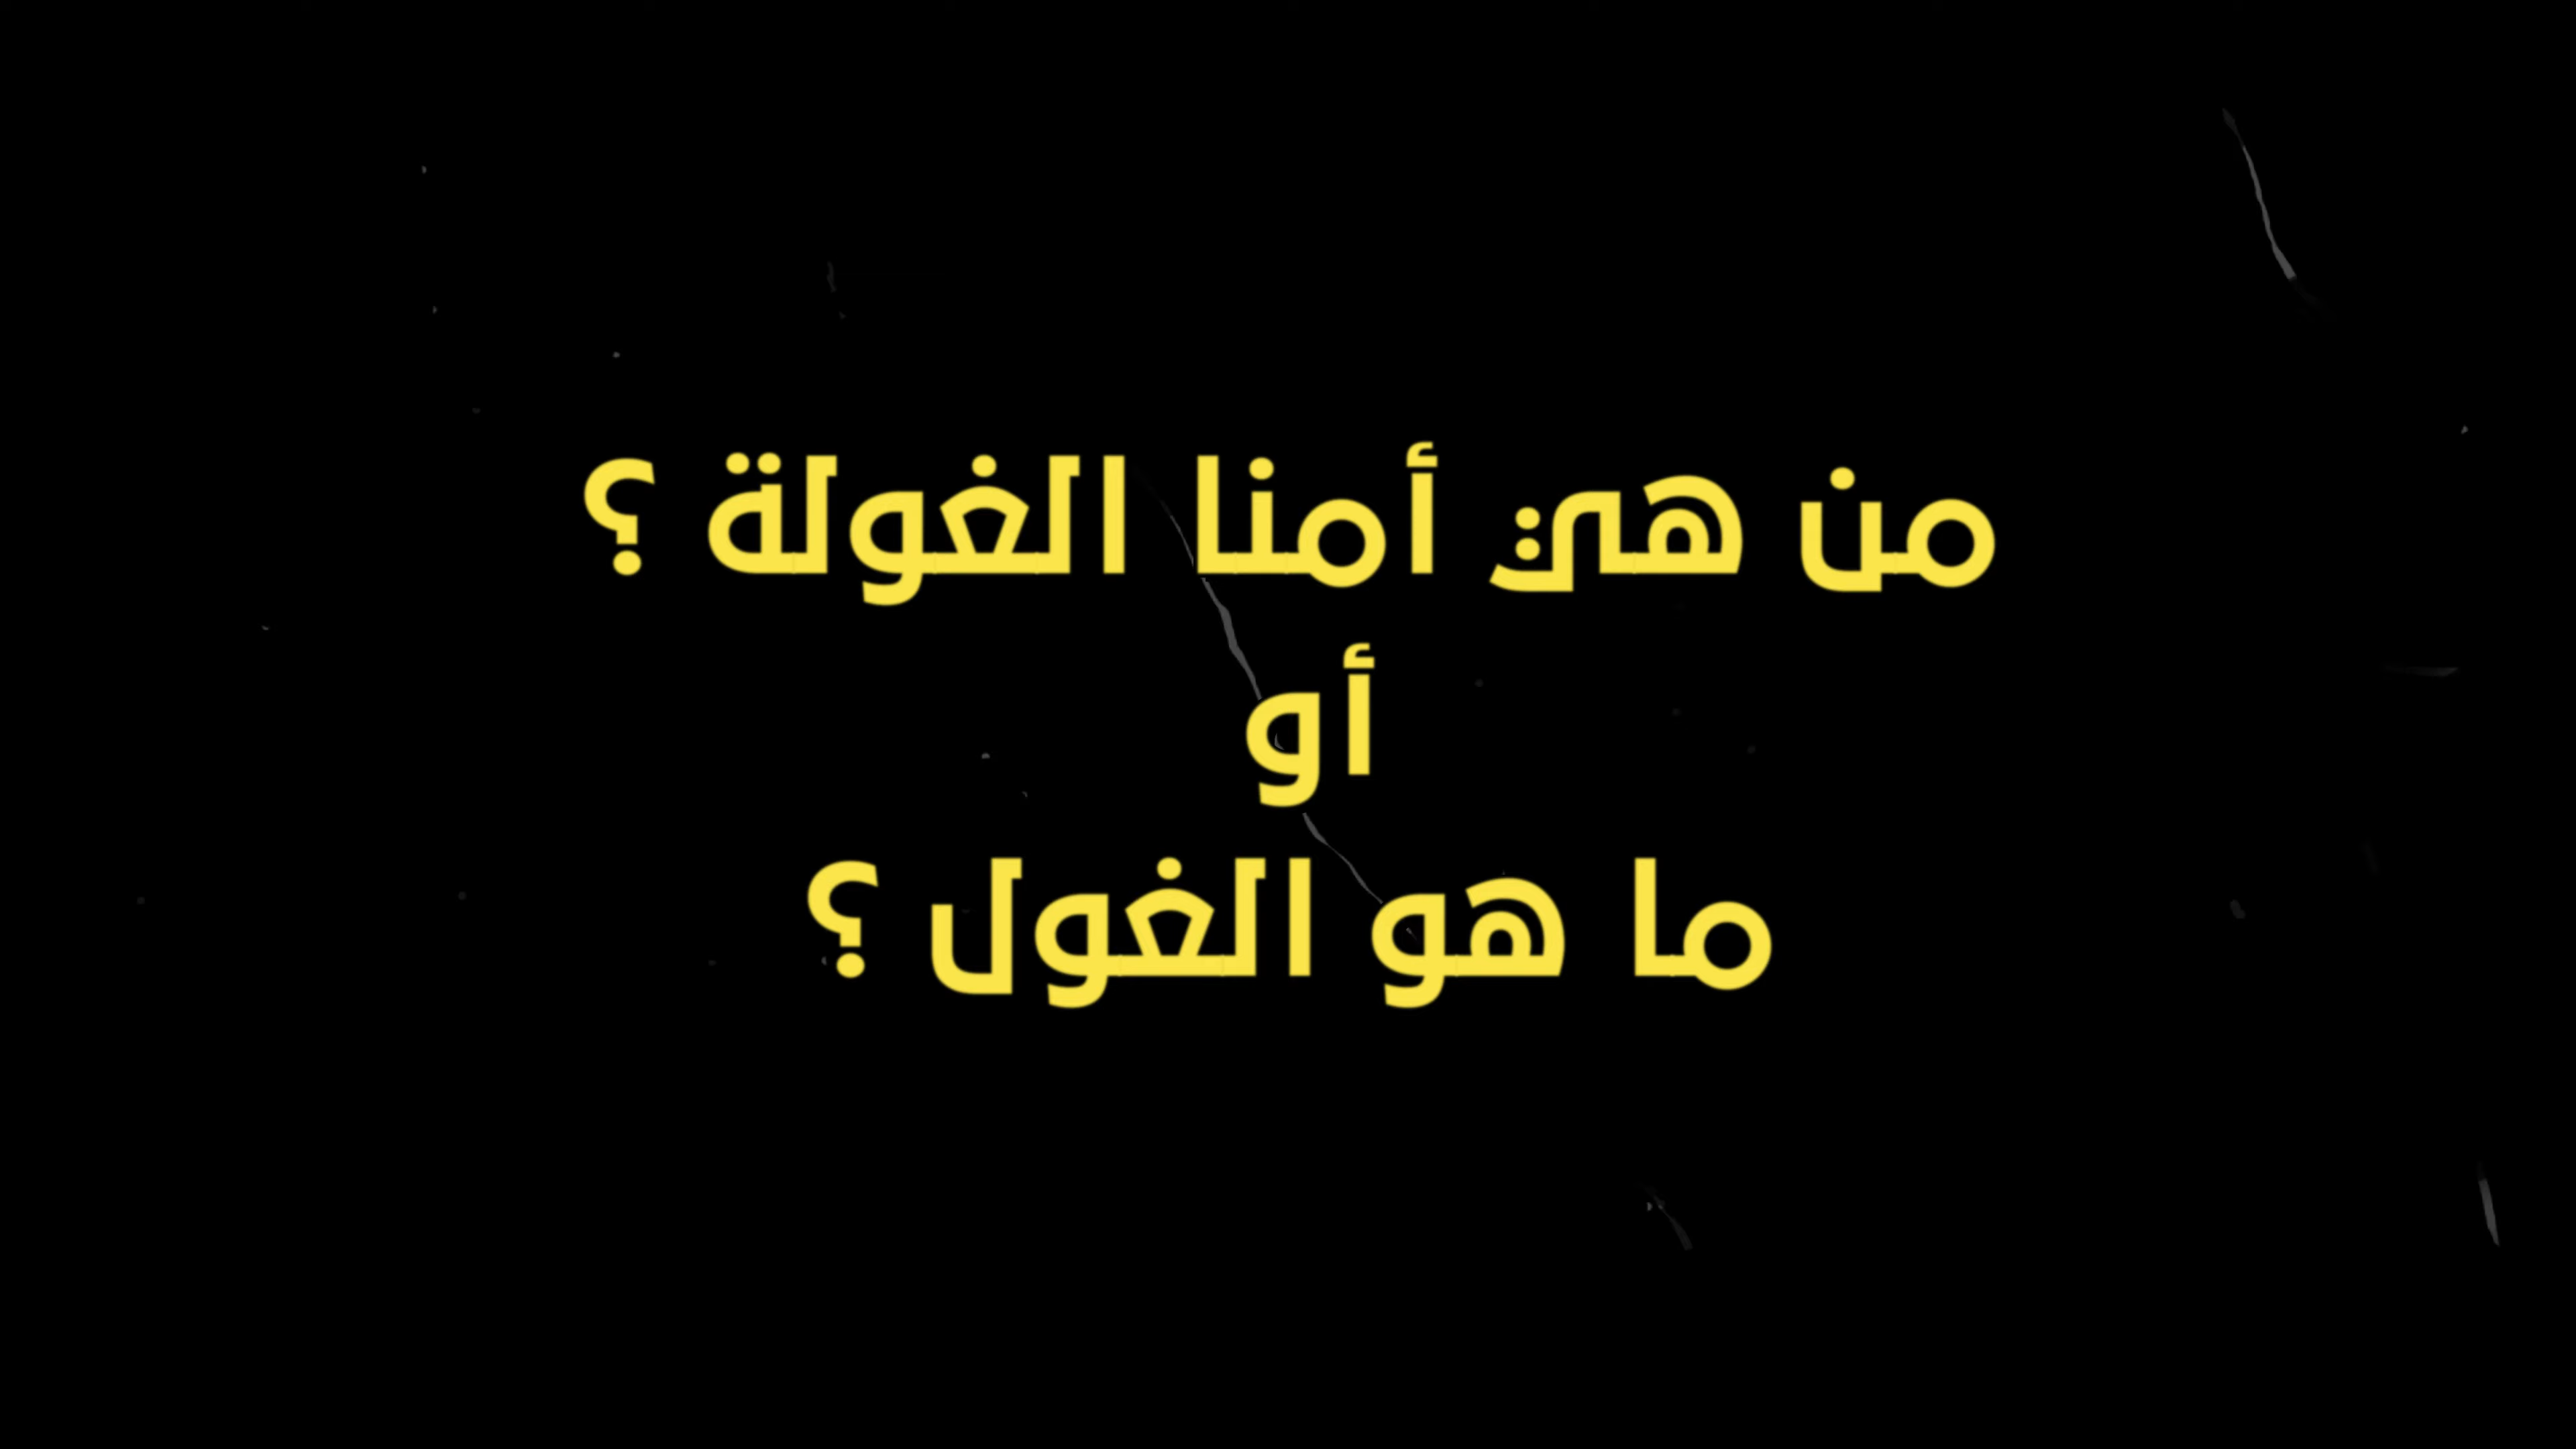 من هي أمنا الغولة ؟
أو
ما هو الغول ؟